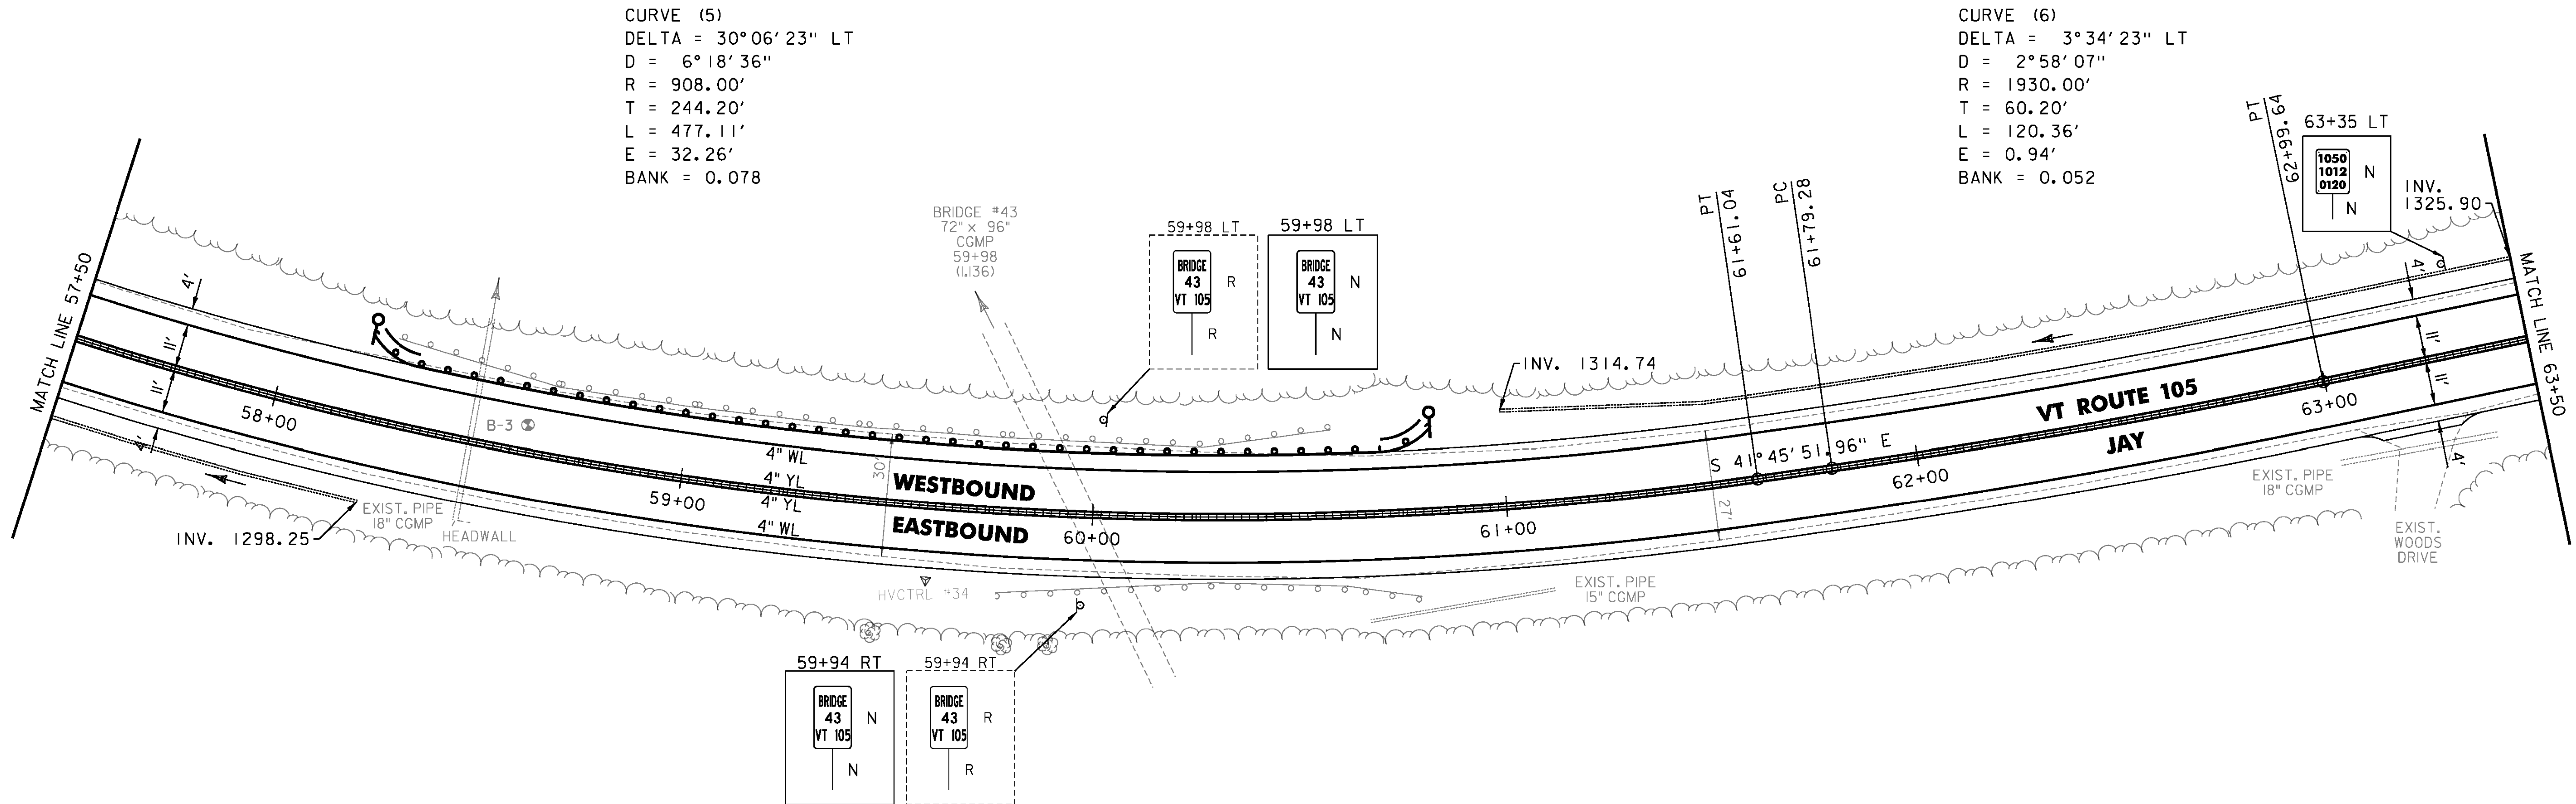 CURVE (5)
DELTA = 30°06'23" LT
D = 6°18'36"
R = 908.00'
T = 244.20'
L = 477.11'
E = 32.26'
BANK = 0.078
CURVE (6)
DELTA = 3°34'23" LT
D = 2°58'07"
R = 1930.00'
T = 60.20'
L = 120.36'
E = 0.94'
BANK = 0.052
BRIDGE #43
72" x 96"
CGMP
59+98
(1.136)
59+98 LT
BRIDGE
43
VT 105
R
R
59+98 LT
BRIDGE
43
VT 105
N
N
PT
61+61.04
PC
61+79.28
PT
62+99.64
63+35 LT
1050
1012
0120
N
N
INV.
1325.90
MATCH LINE 57+50
4'
11'
11'
4'
58+00
B-3
EXIST. PIPE
18" CGMP
INV. 1298.25
HEADWALL
59+00
4" WL
4" YL
4" YL
4" WL
30'
WESTBOUND
EASTBOUND
60+00
HVCTRL #34
INV. 1314.74
61+00
S 41°45'51.96" E
27'
62+00
VT ROUTE 105
JAY
63+00
4'
11'
11'
4'
MATCH LINE 63+50
EXIST. PIPE
15" CGMP
EXIST. PIPE
18" CGMP
EXIST.
WOODS
DRIVE
59+94 RT
BRIDGE
43
VT 105
N
N
59+94 RT
BRIDGE
43
VT 105
R
R